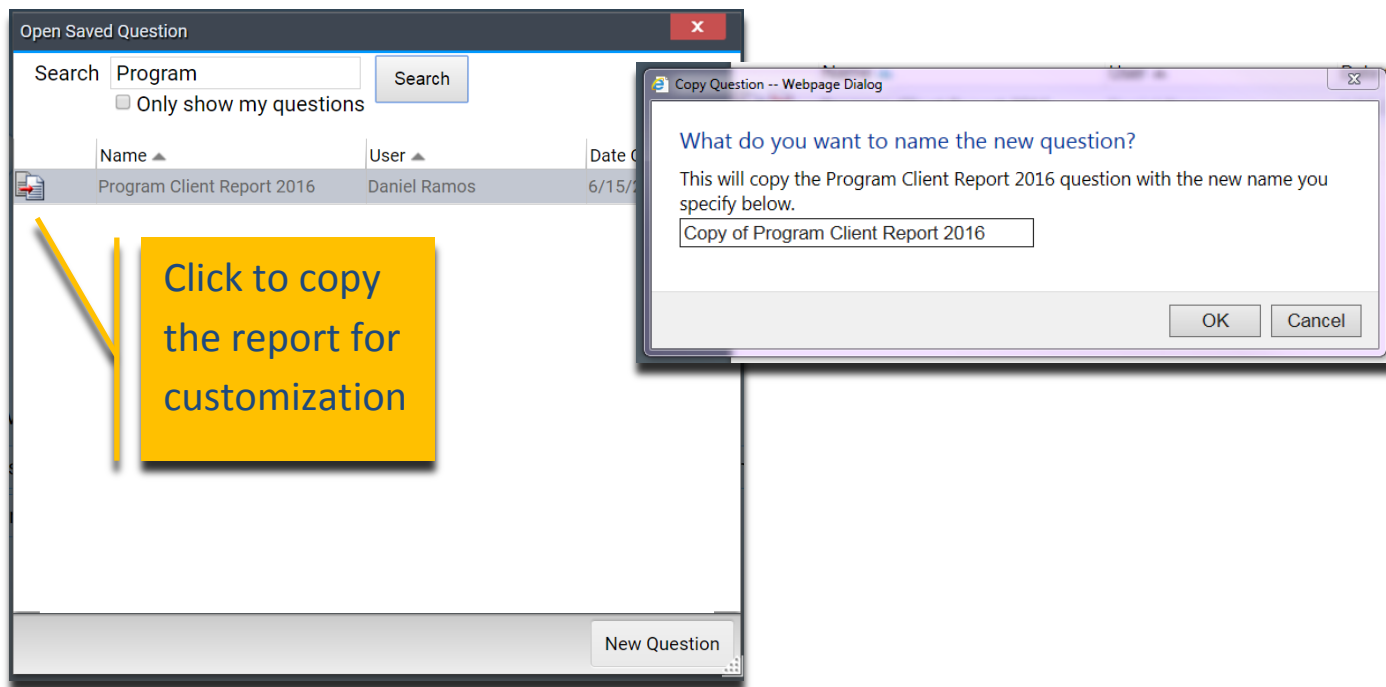 Open Saved Question
x
Search Program Search
Only show my questions
Name User Date
Program Client Report 2016 Daniel Ramos 6/15/
Click to copy
the report for
customization
New Question
Copy Question -- Webpage Dialog
What do you want to name the new question?
This will copy the Program Client Report 2016 question with the new name you
specify below.
Copy of Program Client Report 2016
OK Cancel